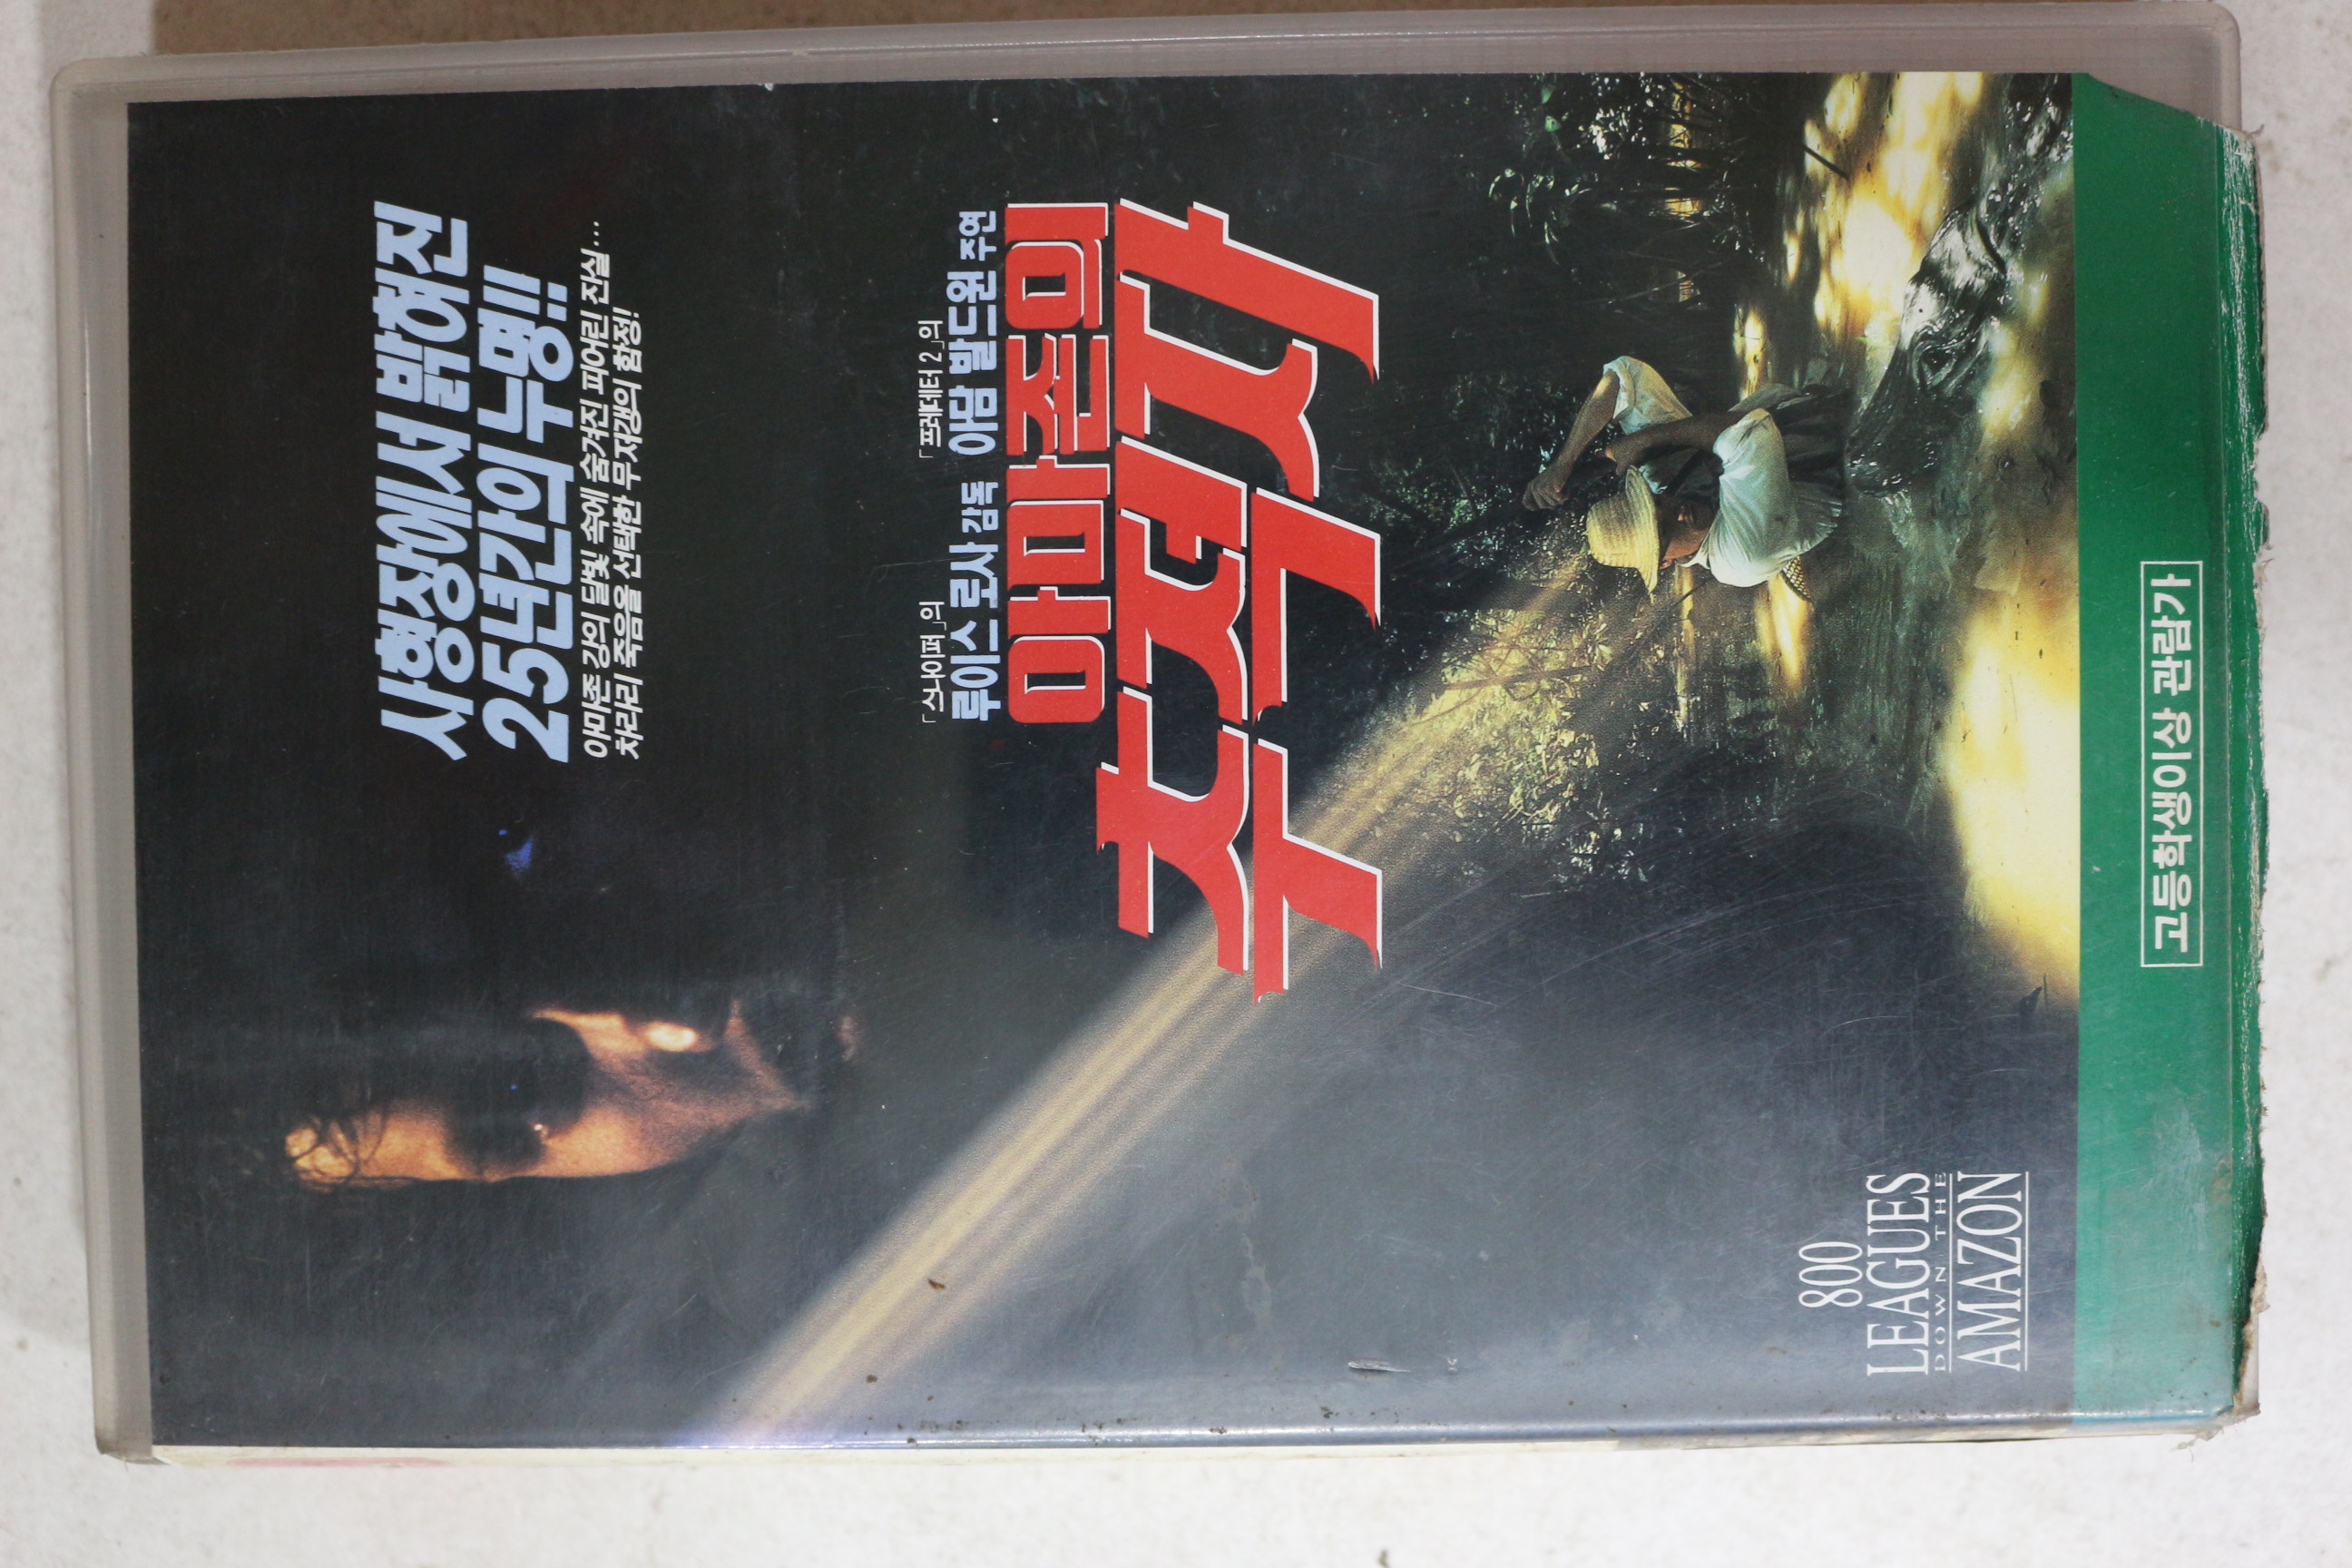 사형장에서 밝혀진
25년간의 누명!!
아마존 강의 달빛 속에 숨겨진 피어린 진실...
차라리 죽음을 선택한 무지갱의 함정!
「스나이퍼」의 「프레데터 2」의
루이스 로사 감독 아담 발드윈 주연
아마존의
추적자
800
LEAGUES
DOWN THE
AMAZON
고등학생이상 관람가